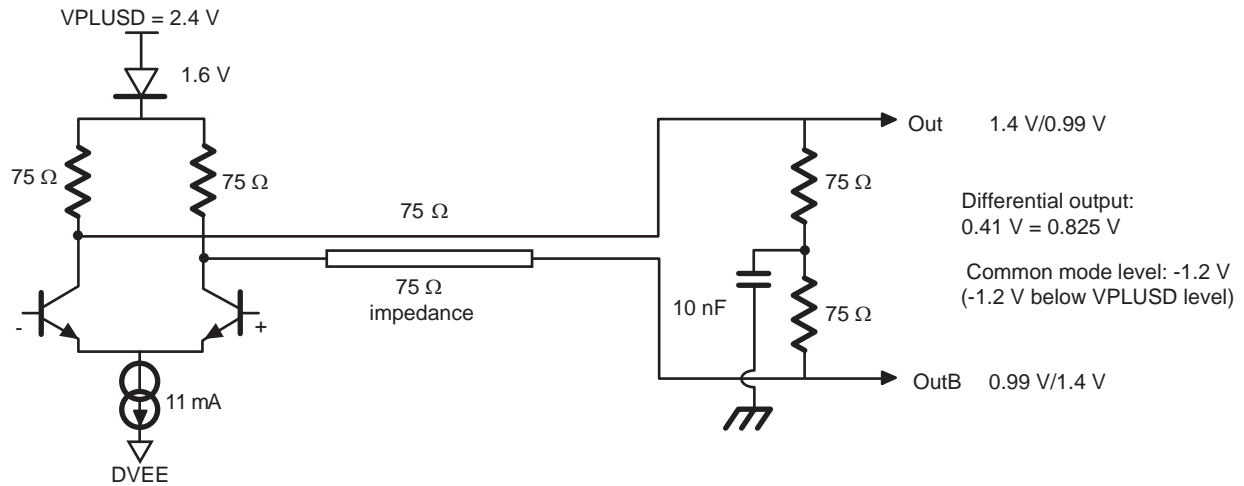 VPLUSD = 2.4 V
1.6 V
75 Ω
75 Ω
75 Ω
75 Ω
impedance
-
+
11 mA
DVEE
10 nF
75 Ω
75 Ω
Out 1.4 V/0.99 V
Differential output:
0.41 V = 0.825 V
Common mode level: -1.2 V
(-1.2 V below VPLUSD level)
OutB 0.99 V/1.4 V